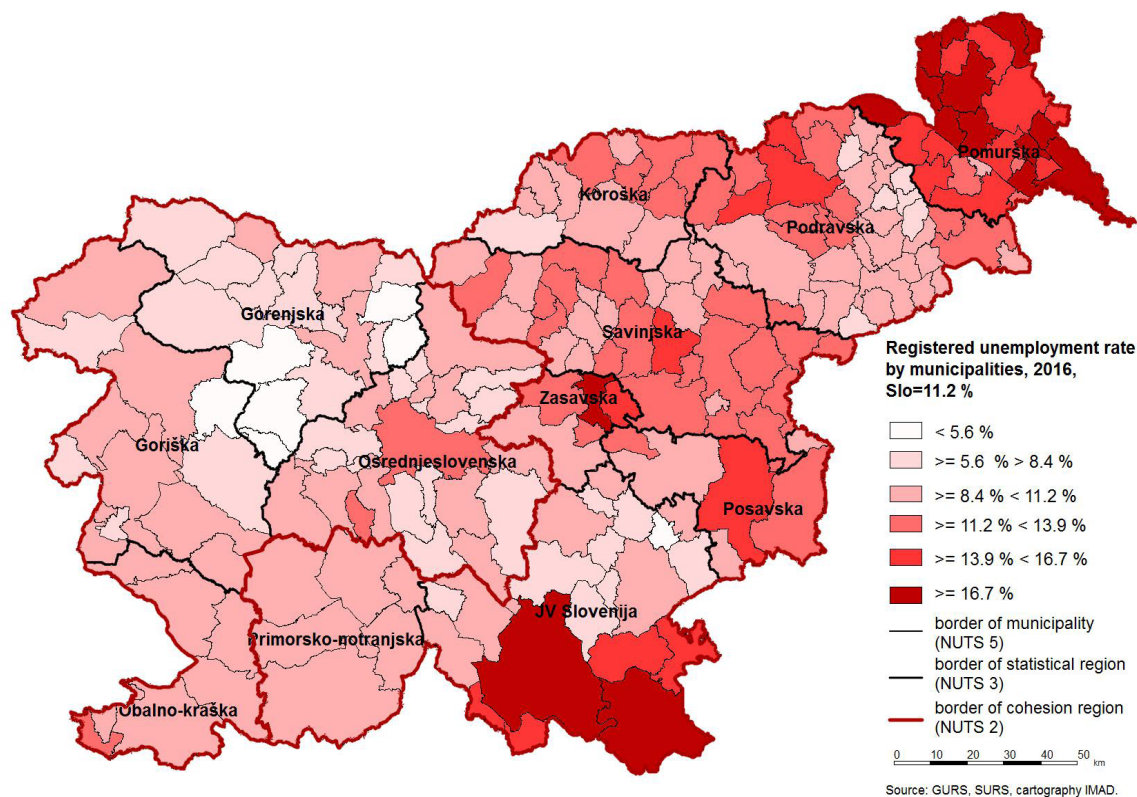 Pomurska
Koroška
Podravska
Gorenjska
Savinjska
Registered unemployment rate
by municipalities, 2016,
Slo=11.2 %
Zasavska
< 5.6 %
Goriška
Osrednjeslovenska
>= 5.6 % > 8.4 %
>= 8.4 % < 11.2 %
Posavska
>= 11.2 % < 13.9 %
>= 13.9 % < 16.7 %
>= 16.7 %
JV Slovenija
border of municipality
(NUTS 5)
Primorsko-notranjska
border of statistical region
(NUTS 3)
Obalno-kraška
border of cohesion region
(NUTS 2)
0 10 20 30 40 50
km
Source: GURS, SURS, cartography IMAD.